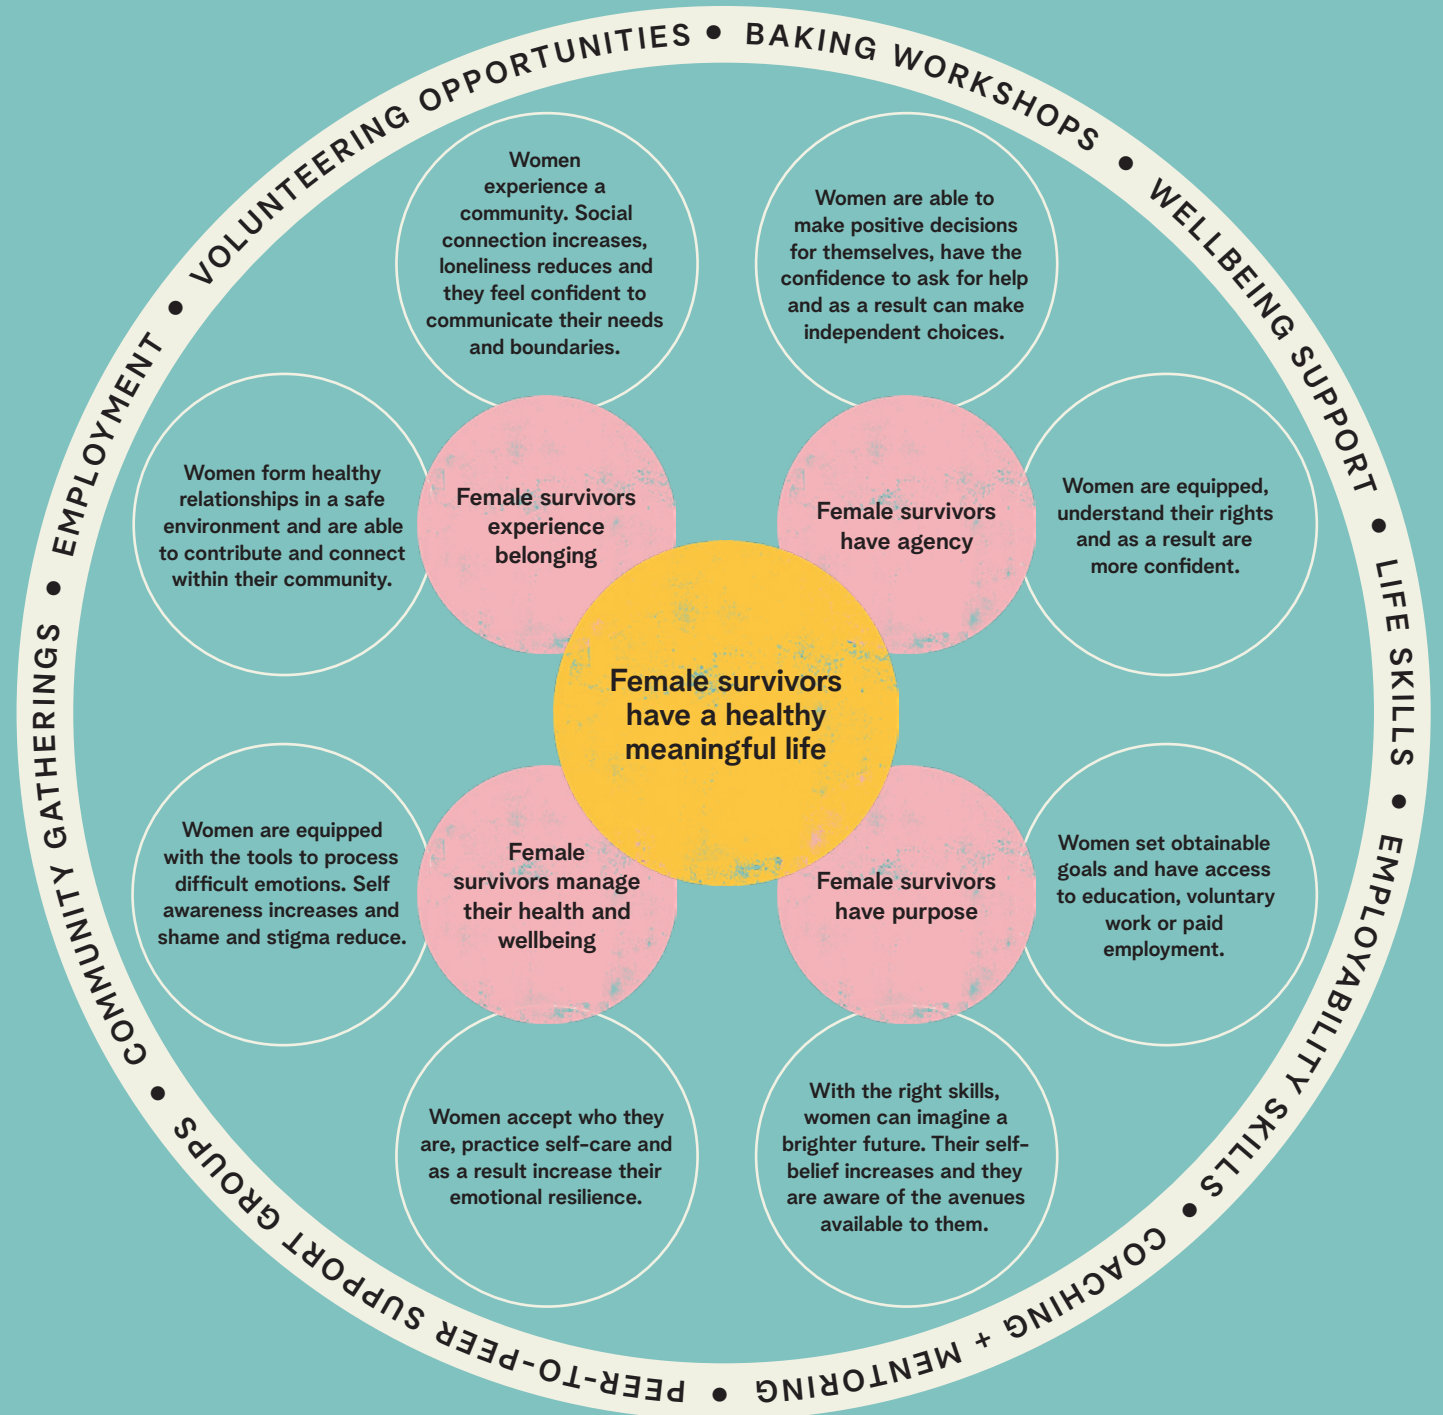 BAKING WORKSHOPS • WELLBEING SUPPORT • LIFE SKILLS • EMPLOYABILITY SKILLS • COACHING + MENTORING • PEER-TO-PEER SUPPORT GROUPS • COMMUNITY GATHERINGS • EMPLOYMENT • VOLUNTEERING OPPORTUNITIES •
Women
experience a
community. Social
connection increases,
loneliness reduces and
they feel confident to
communicate their needs
and boundaries.
Women are able to
make positive decisions
for themselves, have the
confidence to ask for help
and as a result can make
independent choices.
Women form healthy
relationships in a safe
environment and are able
to contribute and connect
within their community.
Female survivors
experience
belonging
Female survivors
have agency
Women are equipped,
understand their rights
and as a result are
more confident.
Female survivors
have a healthy
meaningful life
Women are equipped
with the tools to process
difficult emotions. Self
awareness increases and
shame and stigma reduce.
Female
survivors manage
their health and
wellbeing
Female survivors
have purpose
Women set obtainable
goals and have access
to education, voluntary
work or paid
employment.
Women accept who they
are, practice self-care and
as a result increase their
emotional resilience.
With the right skills,
women can imagine a
brighter future. Their self-
belief increases and they
are aware of the avenues
available to them.